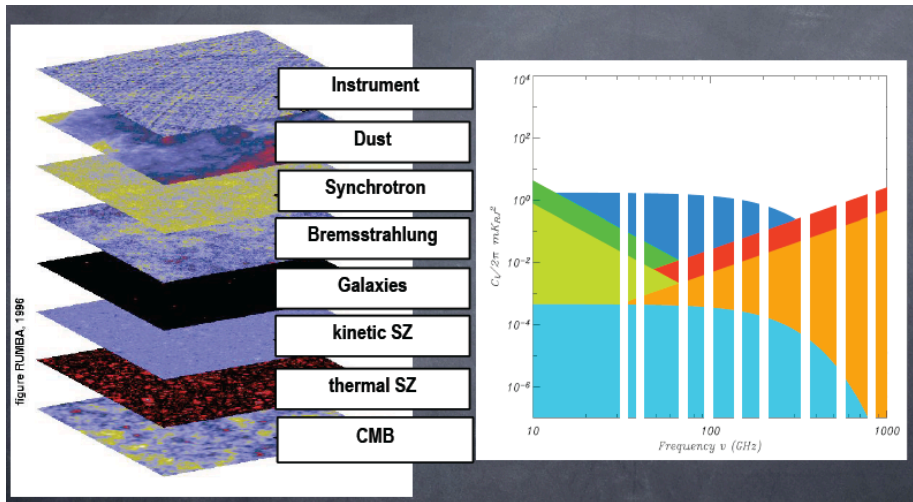 Instrument
Dust
Synchrotron
Bremsstrahlung
Galaxies
kinetic SZ
thermal SZ
CMB
figure RUMBA, 1996
10⁴
10²
10⁰
10⁻²
10⁻⁴
10⁻⁶
Cₗ/2π mK_RJ²
10
100
1000
Frequency ν (GHz)